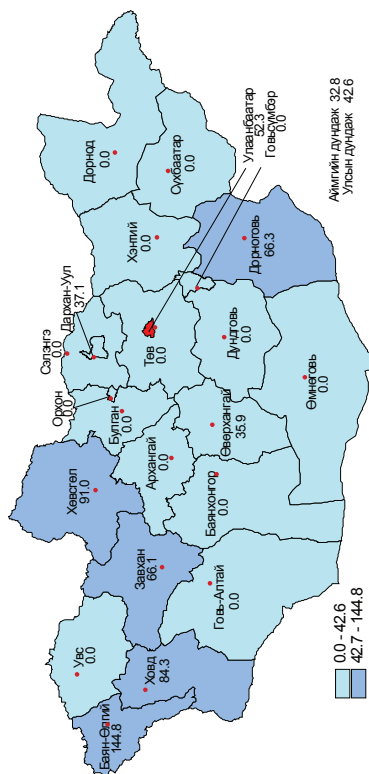 Увс
0.0
Баян-Өлгий
144.8
Ховд
84.3
Завхан
66.1
Хөвсгөл
91.0
Говь-Алтай
0.0
Архангай
0.0
Баянхонгор
0.0
Өвөрхангай
35.9
Булган
0.0
Орхон
0.0
Сэлэнгэ
0.0
Дархан-Уул
37.1
Төв
0.0
Хэнтий
0.0
Дорнод
0.0
Сүхбаатар
0.0
Улаанбаатар
52.3
Говьсүмбэр
0.0
Дорноговь
66.3
Дундговь
0.0
Өмнөговь
0.0
Аймгийн дундаж 32.8
Улсын дундаж 42.6
0.0 - 42.6
42.7 - 144.8